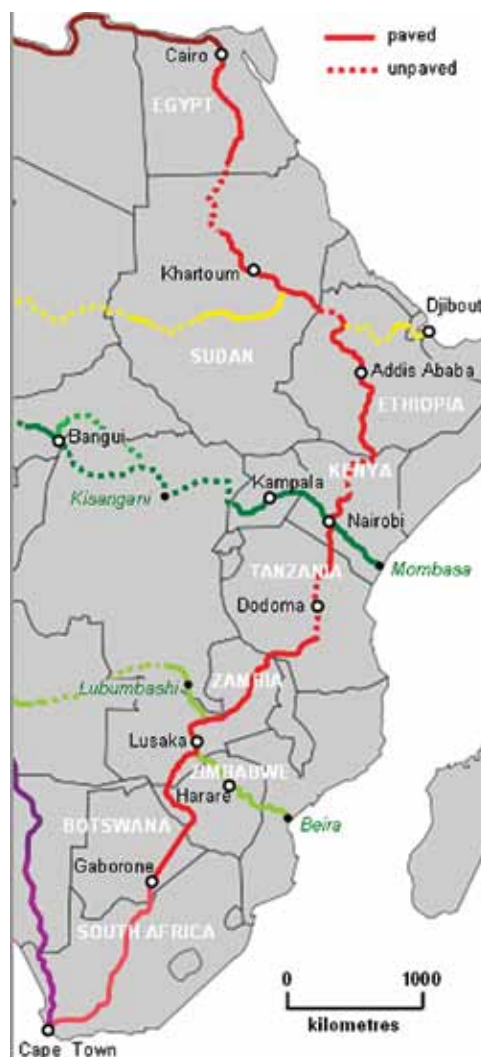 paved
unpaved
Cairo
EGYPT
Khartoum
Djibout
SUDAN
Addis Ababa
ETHIOPIA
Bangui
KENYA
Kampala
Kisangani
Nairobi
TANZANIA
Mombasa
Dodoma
ZAMBIA
Lubumbashi
Lusaka
ZIMBABWE
Harare
BOTSWANA
Beira
Gaborone
SOUTH AFRICA
0 1000
kilometres
Cape Town